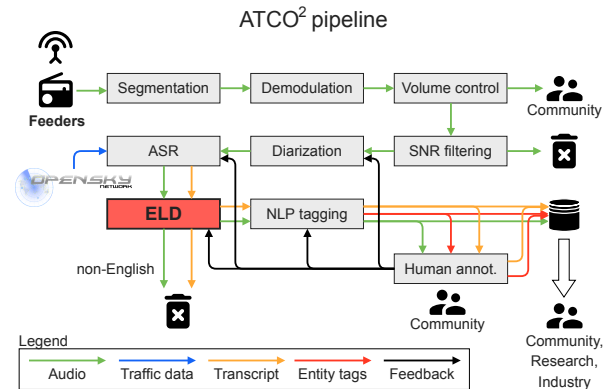 ATCO² pipeline
Segmentation
Demodulation
Volume control
Feeders
Community
ASR
Diarization
SNR filtering
OPENSKY
NETWORK
ELD
NLP tagging
non-English
Human annot.
Community
Community,
Research,
Industry
Legend
Audio
Traffic data
Transcript
Entity tags
Feedback